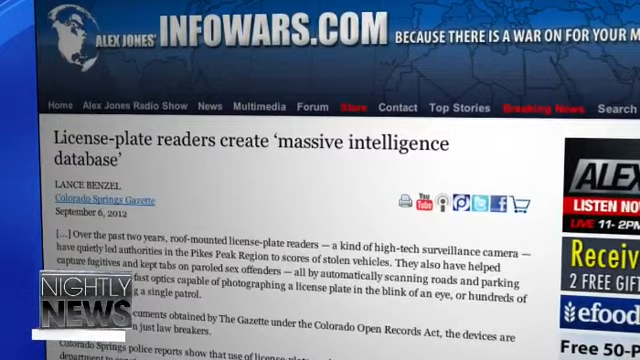 ALEX JONES' INFOWARS.COM BECAUSE THERE IS A WAR ON FOR YOUR M
Home Alex Jones Radio Show News Multimedia Forum Store Contact Top Stories Breaking News Search
License-plate readers create ‘massive intelligence
database’
LANCE BENZEL
Colorado Springs Gazette
September 6, 2012
You
Tube
[…] Over the past two years, roof-mounted license-plate readers — a kind of high-tech surveillance camera —
have quietly led authorities in the Pikes Peak Region to scores of stolen vehicles. They also have helped
capture fugitives and kept tabs on paroled sex offenders — all by automatically scanning roads and parking
fast optics capable of photographing a license plate in the blink of an eye, or hundreds of
g a single patrol.
cuments obtained by The Gazette under the Colorado Open Records Act, the devices are
n just law breakers.
Colorado Springs police reports show that use of license-
department to
ALEX
LISTEN NOW
LIVE 11- 2PM
Receiv
2 FREE GIFT
efood
Free 50-P
NIGHTLY
NEWS